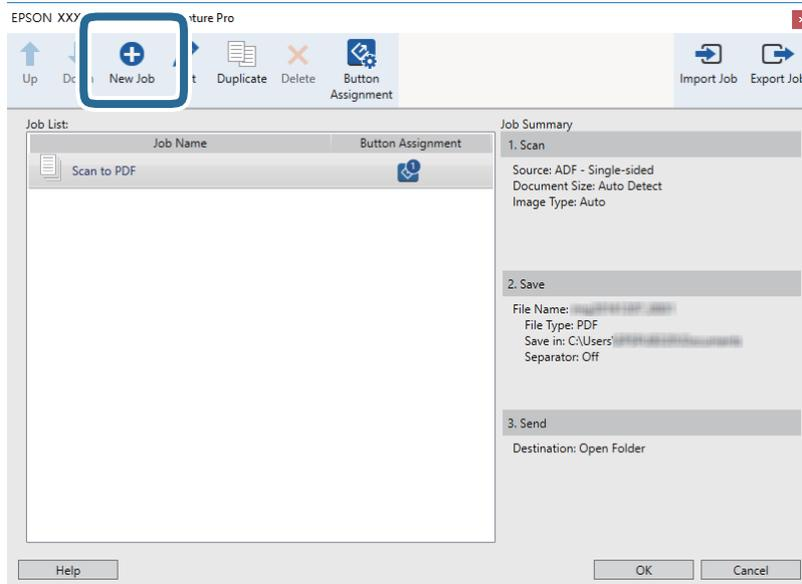 EPSON XXX ture Pro
Up
New Job
Duplicate
Delete
Button
Assignment
Import Job
Export Job
Job List:
Job Name
Button Assignment
Scan to PDF
1
Job Summary
1. Scan
Source: ADF - Single-sided
Document Size: Auto Detect
Image Type: Auto
2. Save
File Name:
File Type: PDF
Save in: C:\Users\
Separator: Off
3. Send
Destination: Open Folder
Help
OK
Cancel